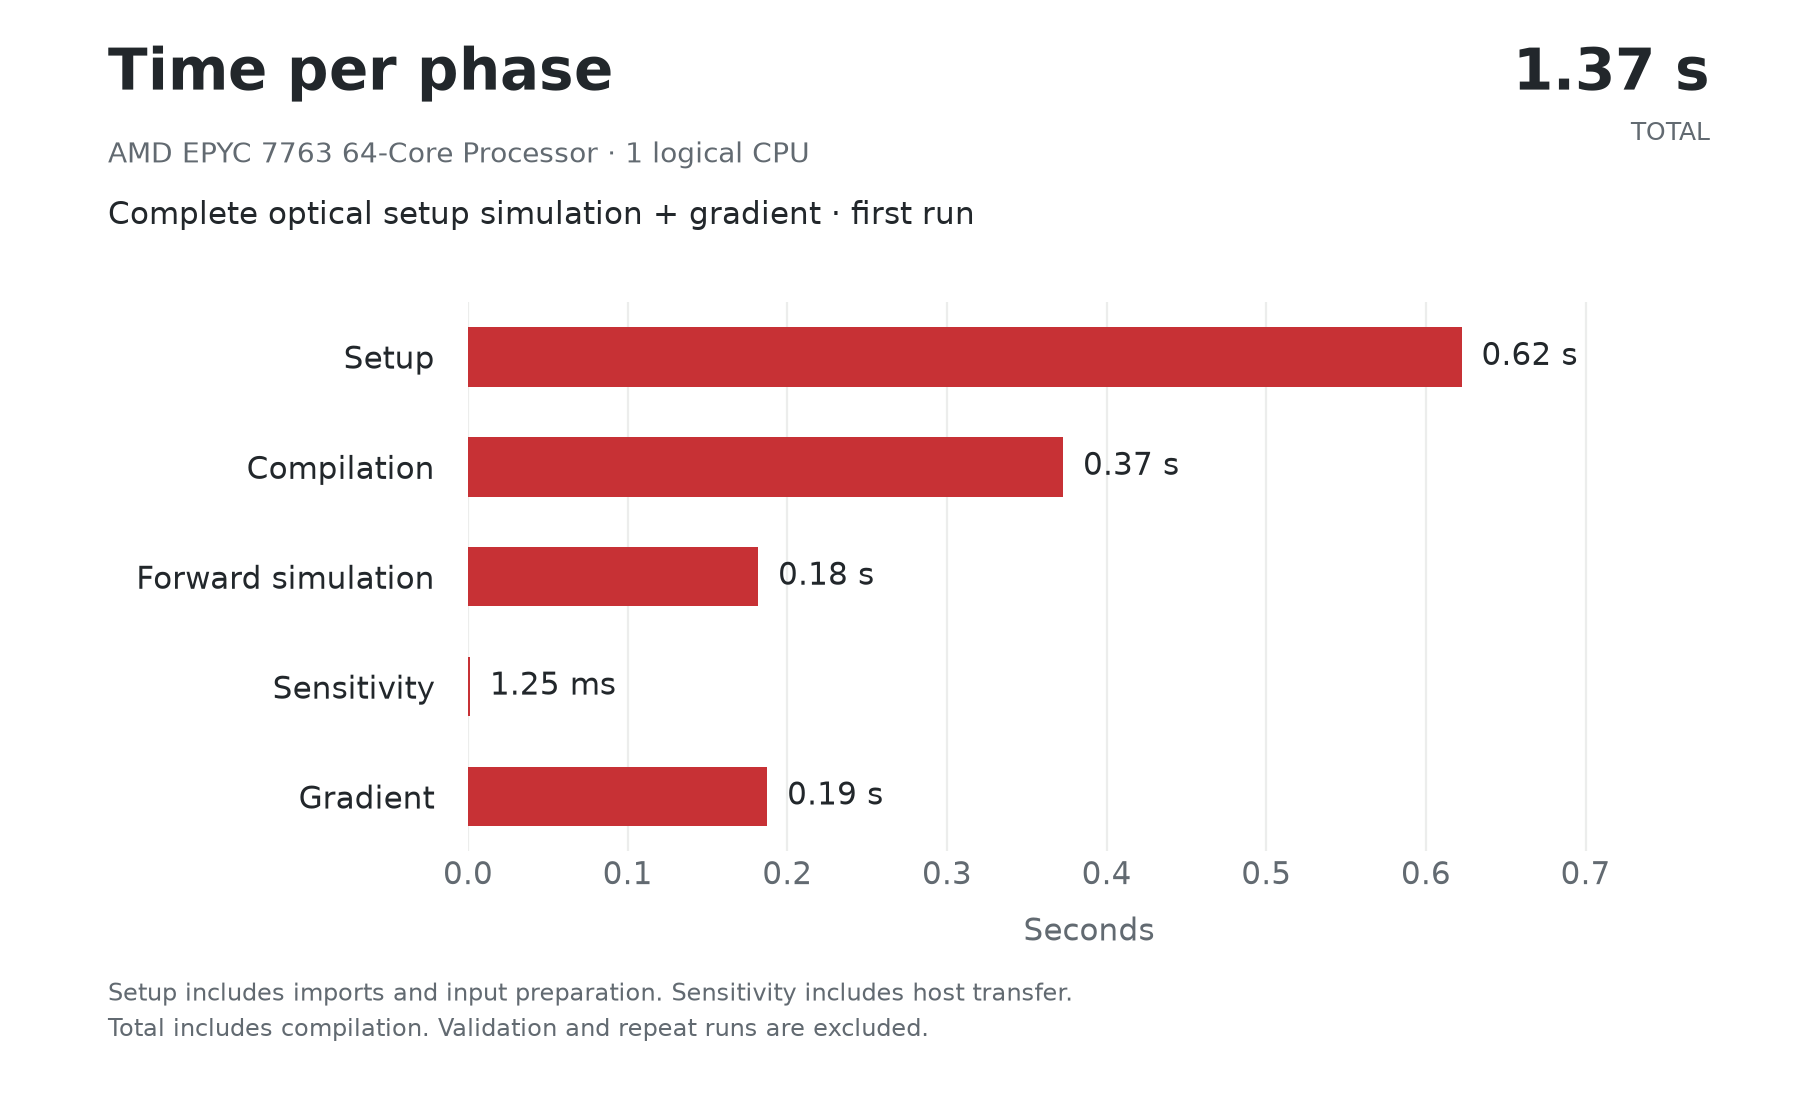 Time per phase
1.37 s
TOTAL
AMD EPYC 7763 64-Core Processor · 1 logical CPU
Complete optical setup simulation + gradient · first run
Setup
0.62 s
Compilation
0.37 s
Forward simulation
0.18 s
Sensitivity
1.25 ms
Gradient
0.19 s
0.0 0.1 0.2 0.3 0.4 0.5 0.6 0.7
Seconds
Setup includes imports and input preparation. Sensitivity includes host transfer.
Total includes compilation. Validation and repeat runs are excluded.